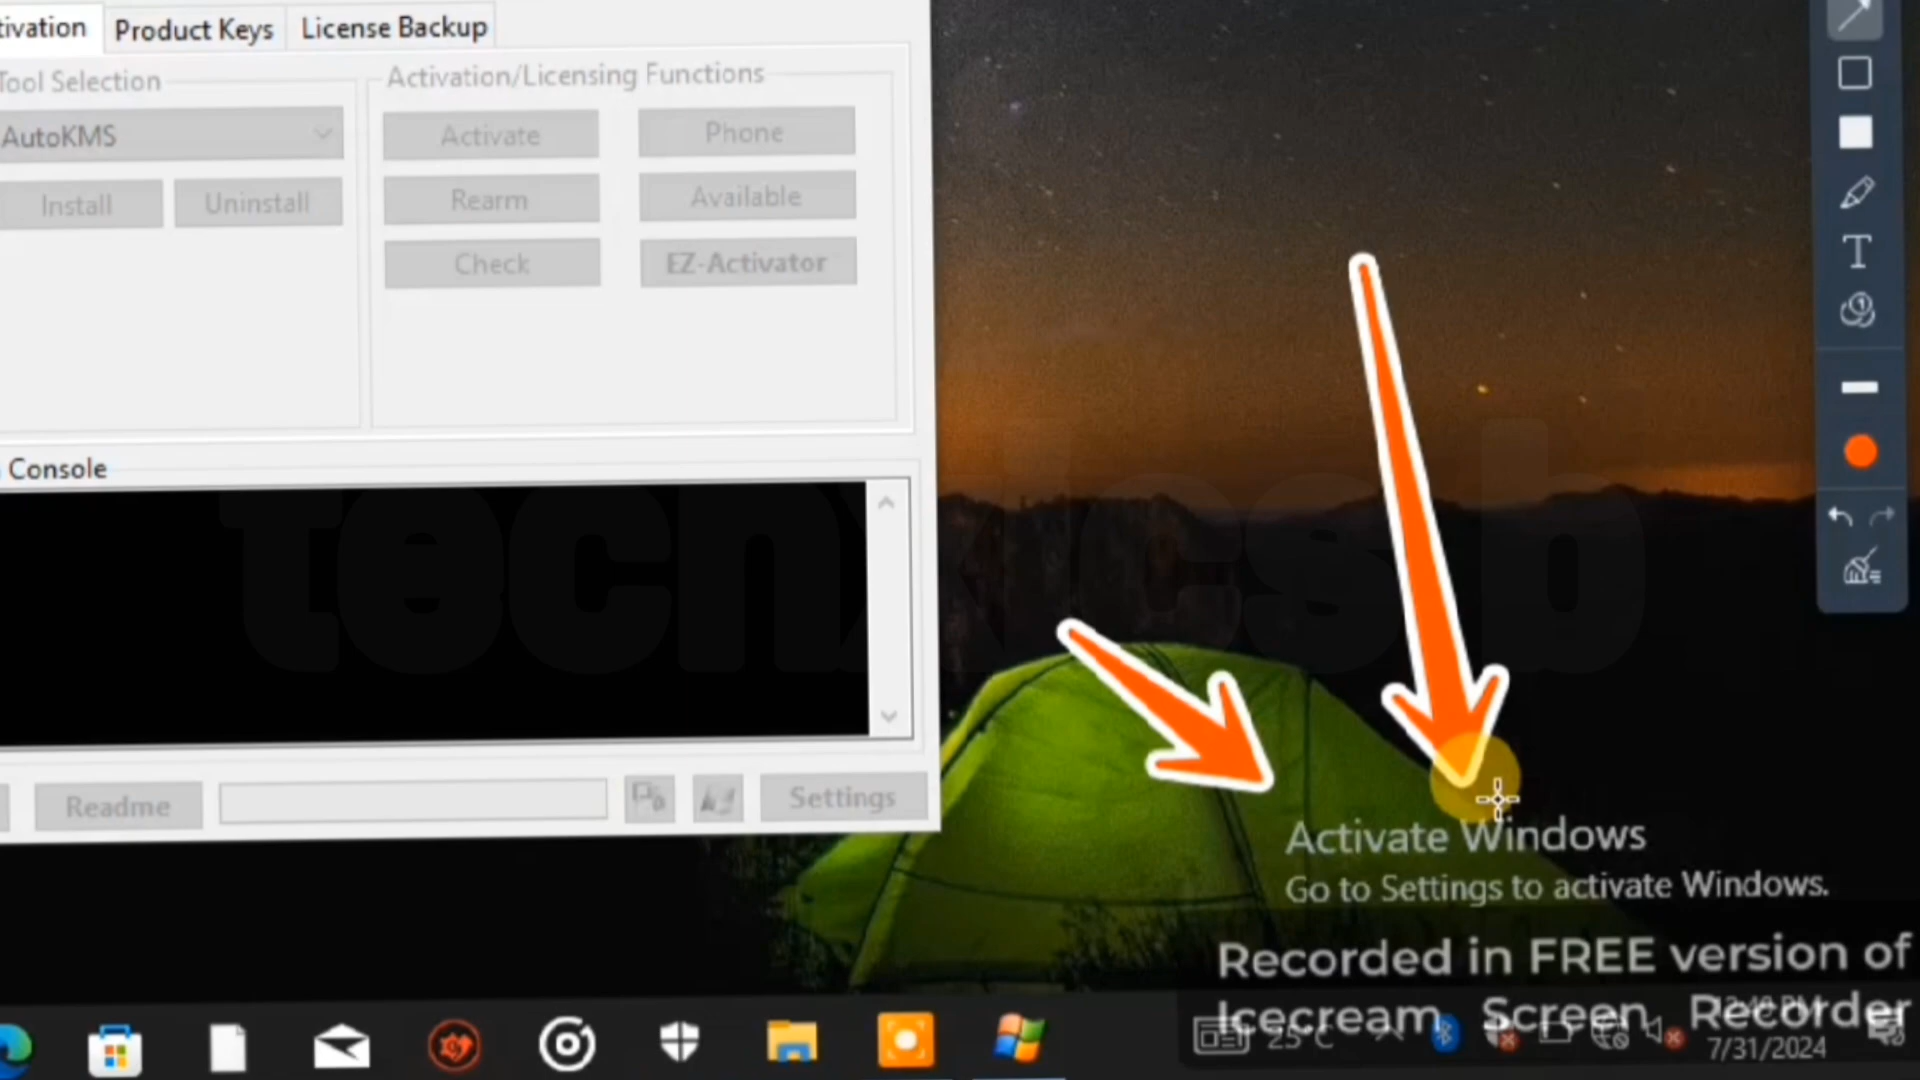 tivation Product Keys License Backup
Tool Selection
Activation/Licensing Functions
AutoKMS
Activate
Phone
Install
Uninstall
Rearm
Available
Check
EZ-Activator
Console
Readme
Settings
Activate Windows
Go to Settings to activate Windows.
Recorded in FREE version of
Icecream Screen Recorder
25°C
7/31/2024